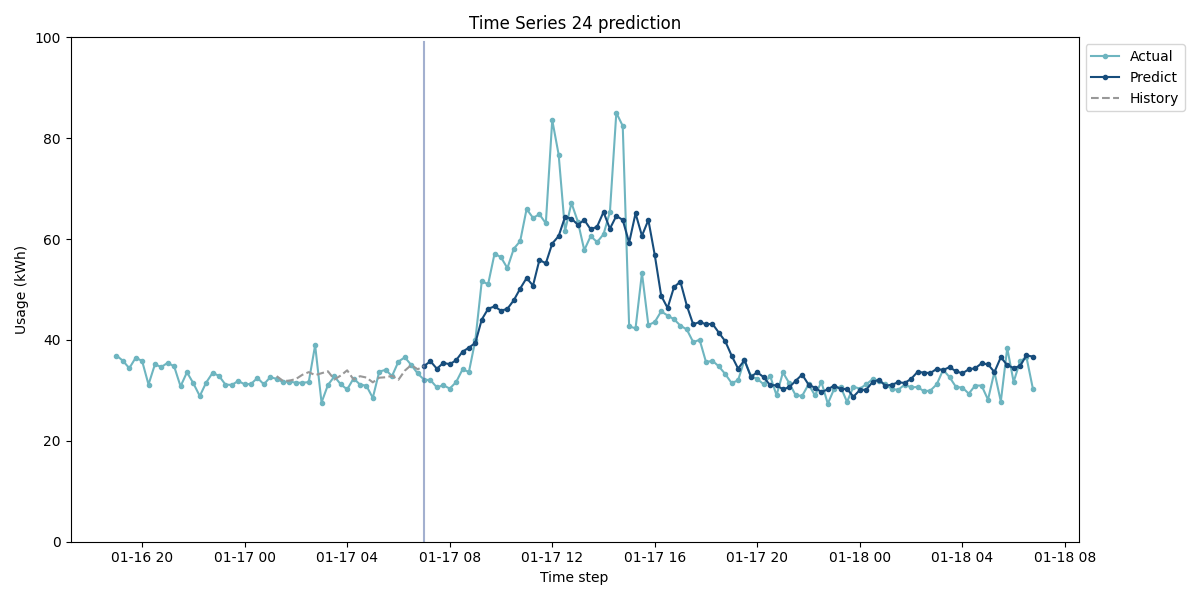 Time Series 24 prediction
Usage (kWh)
100
80
60
40
20
0
01-16 20
01-17 00
01-17 04
01-17 08
01-17 12
01-17 16
01-17 20
01-18 00
01-18 04
01-18 08
Time step
Actual
Predict
History